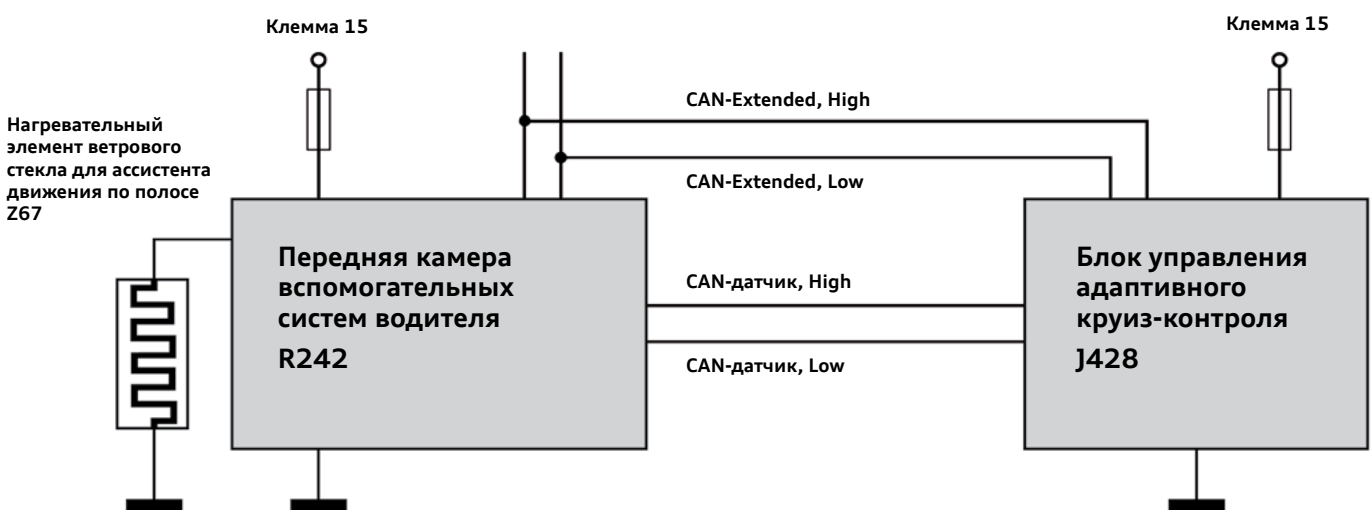 Клемма 15
Клемма 15
Нагревательный
элемент ветрового
стекла для ассистента
движения по полосе
Z67
CAN-Extended, High
CAN-Extended, Low
Передняя камера
вспомогательных
систем водителя
R242
CAN-датчик, High
CAN-датчик, Low
Блок управления
адаптивного
круиз-контроля
J428